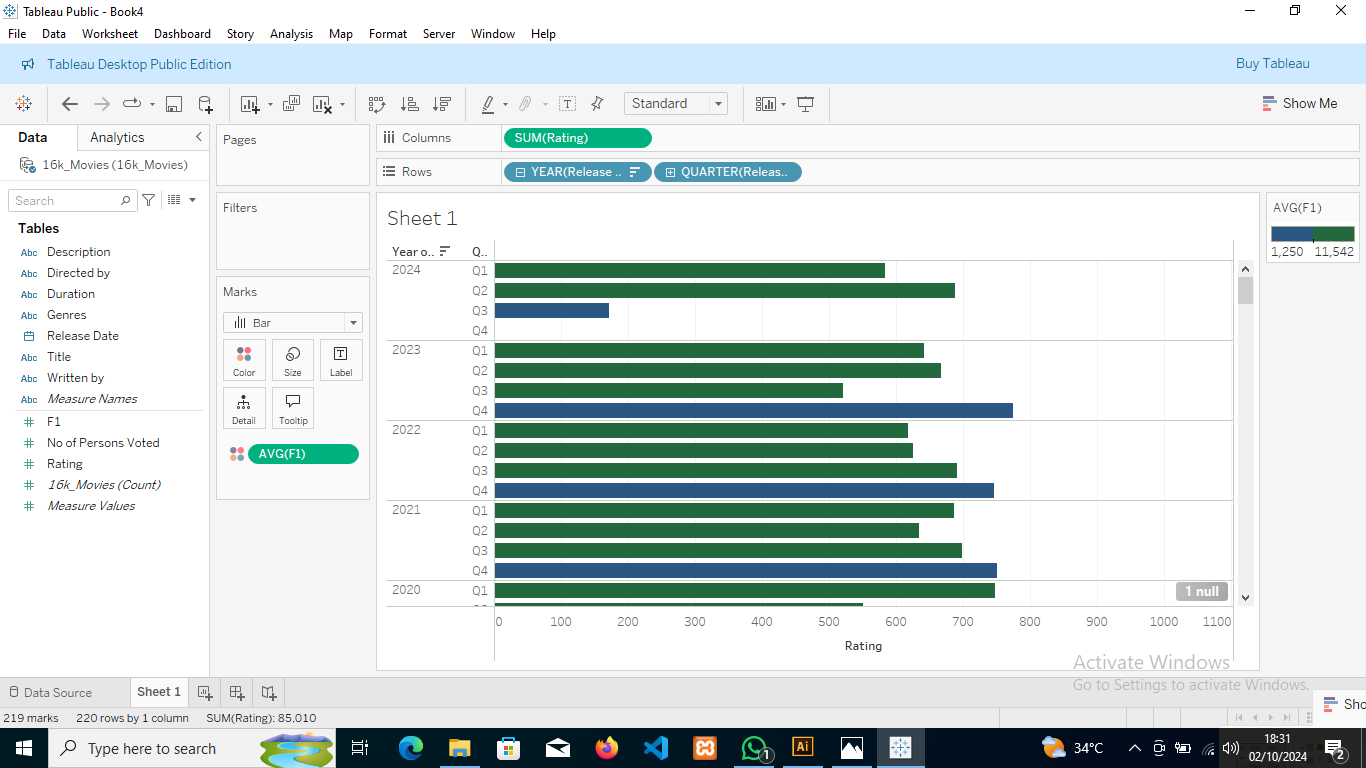 Tableau Public - Book4
File Data Worksheet Dashboard Story Analysis Map Format Server Window Help
Tableau Desktop Public Edition
Buy Tableau
Standard
Show Me
Data
Analytics
16k_Movies (16k_Movies)
Search
Tables
Abc Description
Abc Directed by
Abc Duration
Abc Genres
Release Date
Abc Title
Abc Written by
Abc Measure Names
# F1
# No of Persons Voted
# Rating
# 16k_Movies (Count)
# Measure Values
Pages
Filters
Marks
Bar
Color Size Label
Detail Tooltip
AVG(F1)
Columns
SUM(Rating)
Rows
YEAR(Release .. QUARTER(Releas..
Sheet 1
Year o.. Q..
2024 Q1
Q2
Q3
Q4
2023 Q1
Q2
Q3
Q4
2022 Q1
Q2
Q3
Q4
2021 Q1
Q2
Q3
Q4
2020 Q1
1 null
0 100 200 300 400 500 600 700 800 900 1000 1100
Rating
AVG(F1)
1,250 11,542
Activate Windows
Go to Settings to activate Windows.
Data Source
Sheet 1
Sho
219 marks 220 rows by 1 column SUM(Rating): 85,010
Type here to search
1
Ai
34°C
18:31
02/10/2024
2